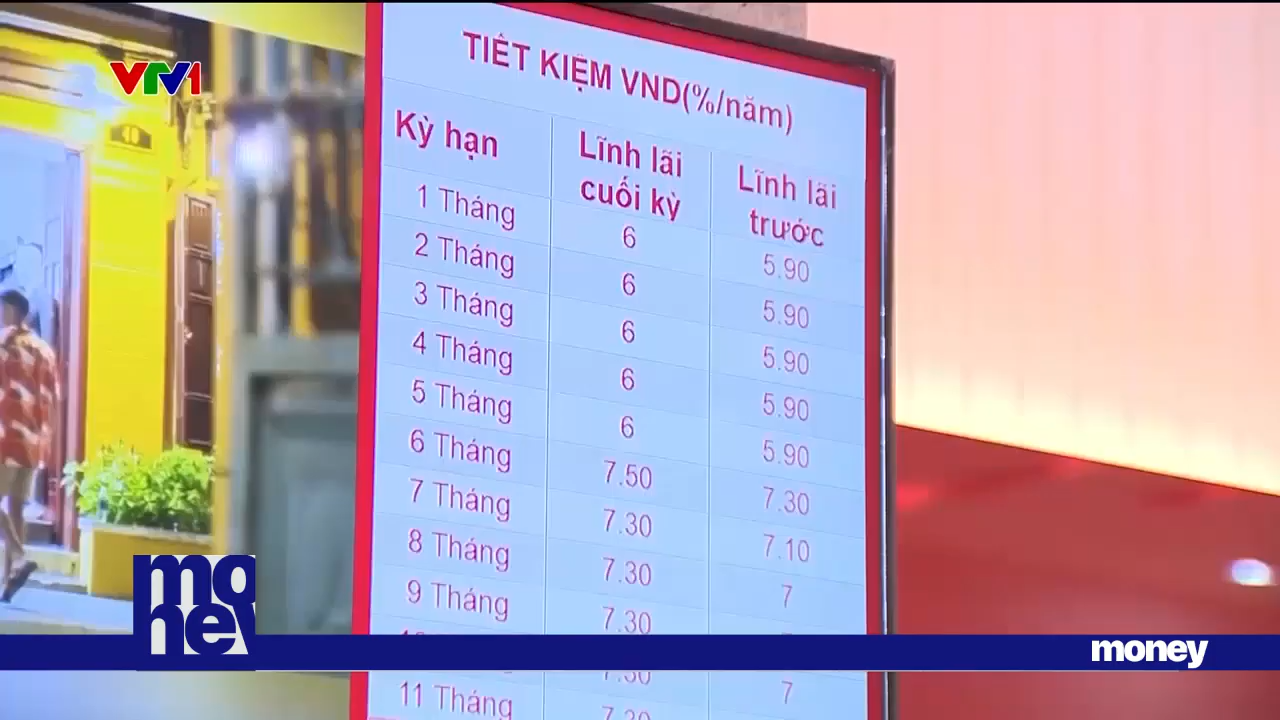 VTV1
40
TIẾT KIỆM VND(%/năm)
Kỳ hạn Lĩnh lãi cuối kỳ Lĩnh lãi trước
1 Tháng 6 5.90
2 Tháng 6 5.90
3 Tháng 6 5.90
4 Tháng 6 5.90
5 Tháng 6 5.90
6 Tháng 7.50 7.30
7 Tháng 7.30 7.10
8 Tháng 7.30 7
9 Tháng 7.30
7.30 7
11 Tháng 7.30
money
money